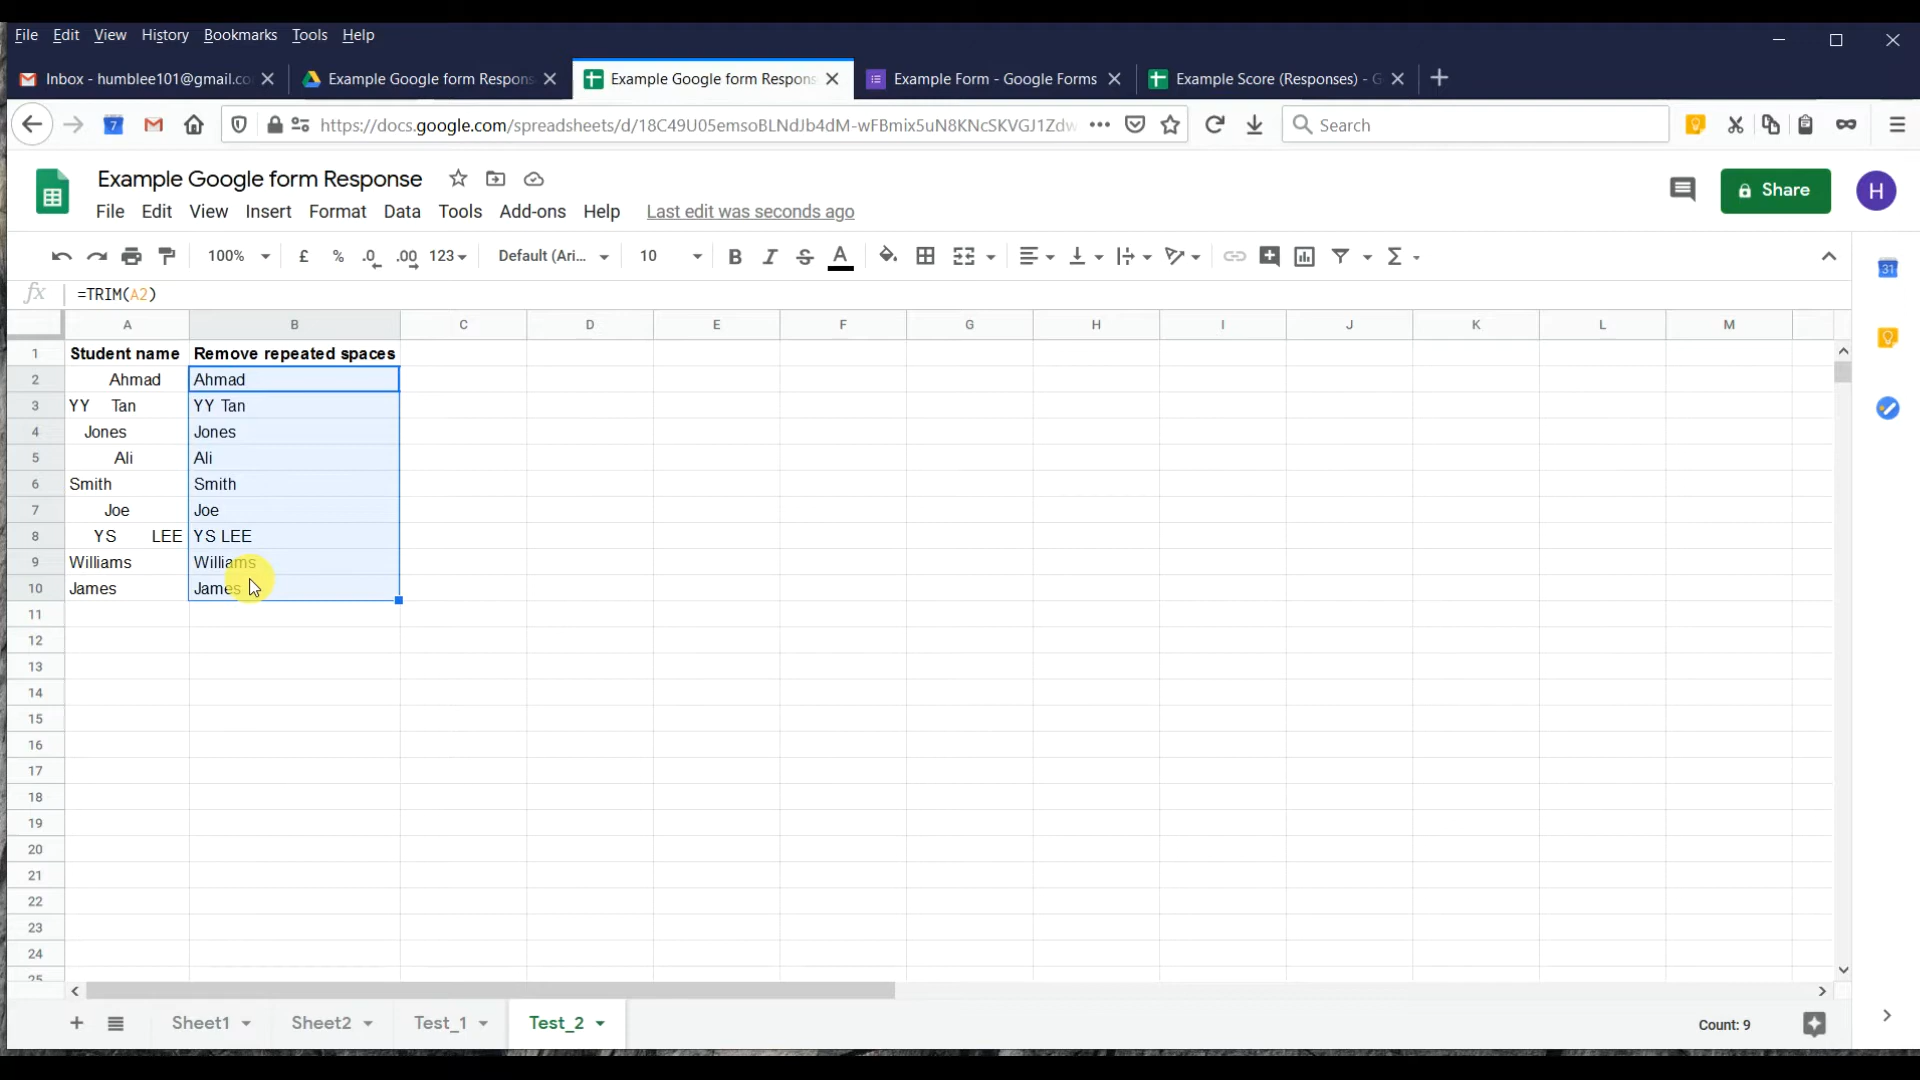 File Edit View History Bookmarks Tools Help
Inbox - humblee101@gmail.co
Example Google form Respons
Example Google form Respons
Example Form - Google Forms
Example Score (Responses) - G
7
https://docs.google.com/spreadsheets/d/18C49U05emsoBLNdJb4dM-wFBmix5uN8KNcSKVGJ1Zdw
Search
Example Google form Response
Share
H
File Edit View Insert Format Data Tools Add-ons Help Last edit was seconds ago
100% £ % .0 .00 123 Default (Ari... 10 B I S A Σ
31
fx =TRIM(A2)
A B C D E F G H I J K L M
1 Student name Remove repeated spaces
2 Ahmad Ahmad
3 YY Tan YY Tan
4 Jones Jones
5 Ali Ali
6 Smith Smith
7 Joe Joe
8 YS LEE YS LEE
9 Williams Williams
10 James James
11
12
13
14
15
16
17
18
19
20
21
22
23
24
25
Sheet1 Sheet2 Test_1 Test_2 Count: 9